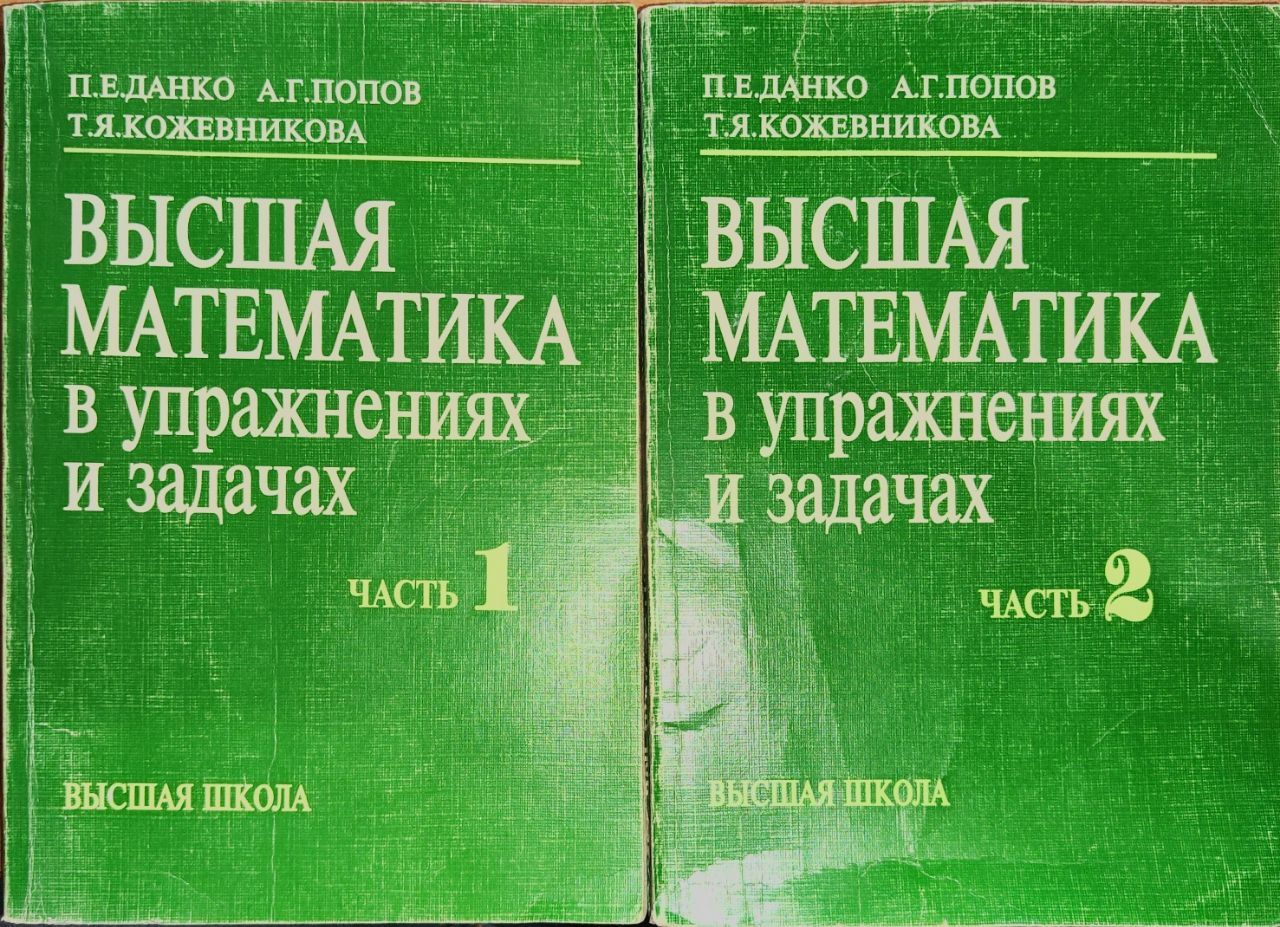 П.Е.ДАНКО А.Г.ПОПОВ
Т.Я.КОЖЕВНИКОВА
ВЫСШАЯ
МАТЕМАТИКА
в упражнениях
и задачах
ЧАСТЬ 1
ВЫСШАЯ ШКОЛА
П.Е.ДАНКО А.Г.ПОПОВ
Т.Я.КОЖЕВНИКОВА
ВЫСШАЯ
МАТЕМАТИКА
в упражнениях
и задачах
ЧАСТЬ 2
ВЫСШАЯ ШКОЛА